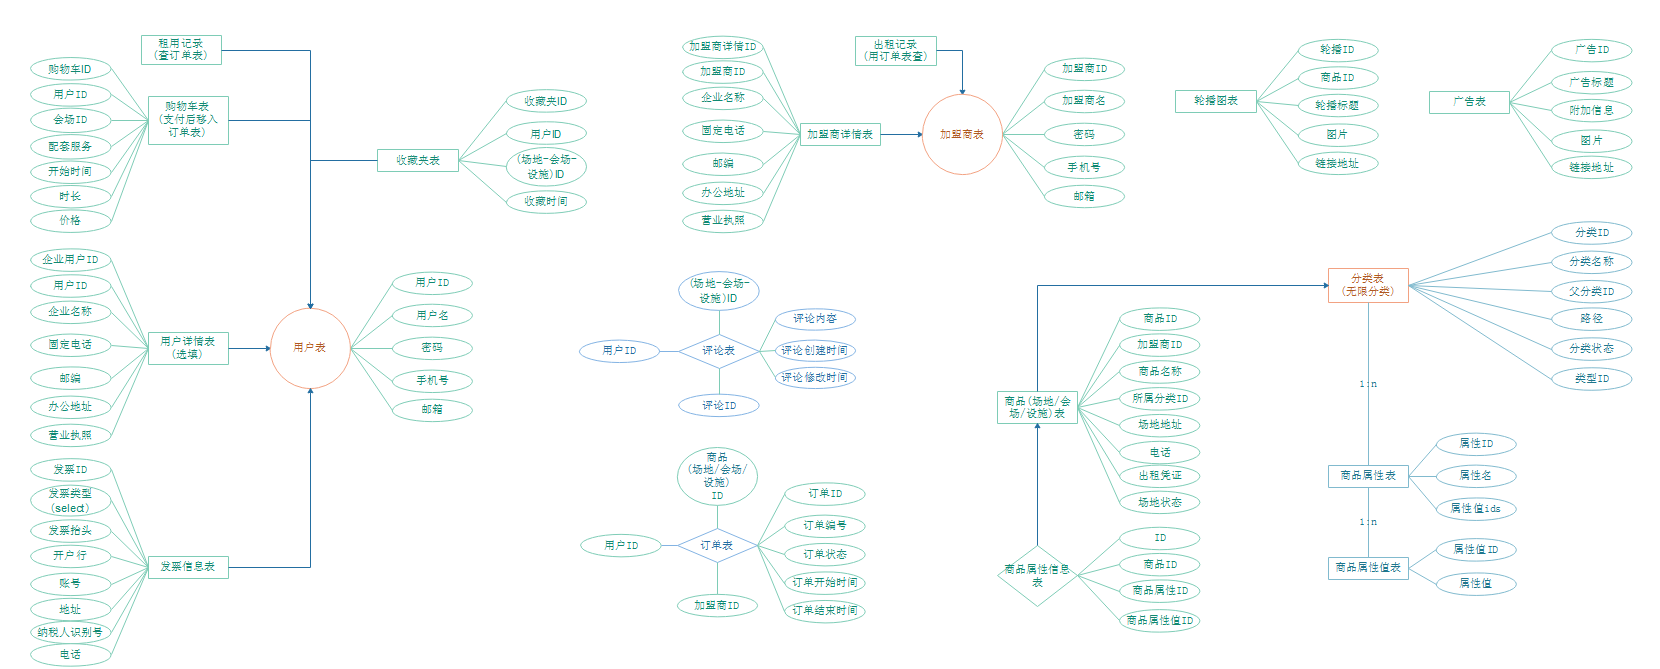 租用记录
(查订单表)
购物车ID
用户ID
会场ID
配套服务
开始时间
时长
价格
购物车表
(支付后移入
订单表)
收藏夹表
收藏夹ID
用户ID
(场地-会场-
设施)ID
收藏时间
企业用户ID
用户ID
企业名称
固定电话
邮编
办公地址
营业执照
用户详情表
(选填)
用户表
用户ID
用户名
密码
手机号
邮箱
发票ID
发票类型
(select)
发票抬头
开户行
账号
地址
纳税人识别号
电话
发票信息表
加盟商详情ID
加盟商ID
企业名称
固定电话
邮编
办公地址
营业执照
加盟商详情表
出租记录
(用订单表查)
加盟商表
加盟商ID
加盟商名
密码
手机号
邮箱
(场地-会场-
设施)ID
用户ID
评论表
评论内容
评论创建时间
评论修改时间
评论ID
商品
(场地/会场/
设施)
ID
用户ID
订单表
加盟商ID
订单ID
订单编号
订单状态
订单开始时间
订单结束时间
轮播图表
轮播ID
商品ID
轮播标题
图片
链接地址
广告表
广告ID
广告标题
附加信息
图片
链接地址
分类表
(无限分类)
分类ID
分类名称
父分类ID
路径
分类状态
类型ID
商品(场地/会
场/设施)表
商品ID
加盟商ID
商品名称
所属分类ID
场地地址
电话
出租凭证
场地状态
商品属性信息
表
ID
商品ID
商品属性ID
商品属性值ID
1:n
商品属性表
属性ID
属性名
属性值ids
1:n
商品属性值表
属性值ID
属性值